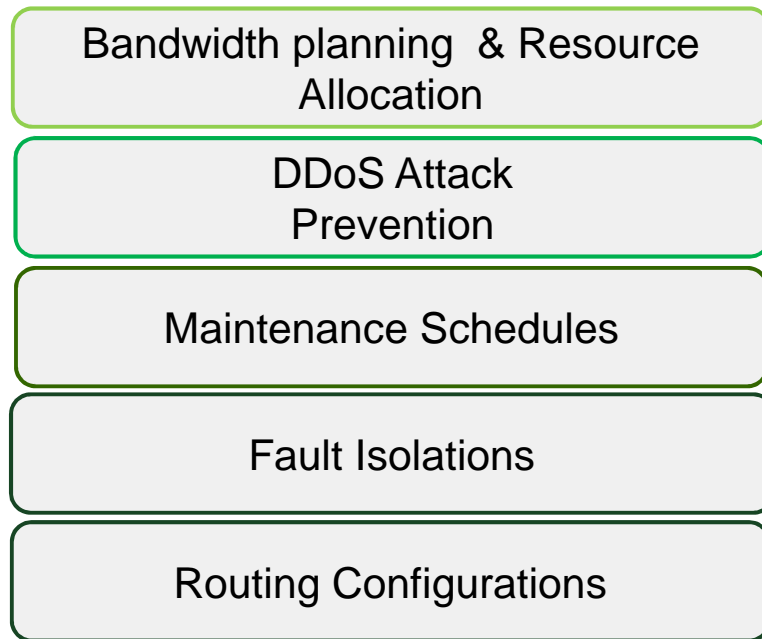 Bandwidth planning  & Resource
Allocation
DDoS Attack
Prevention
Maintenance Schedules
Fault Isolations
Routing Configurations